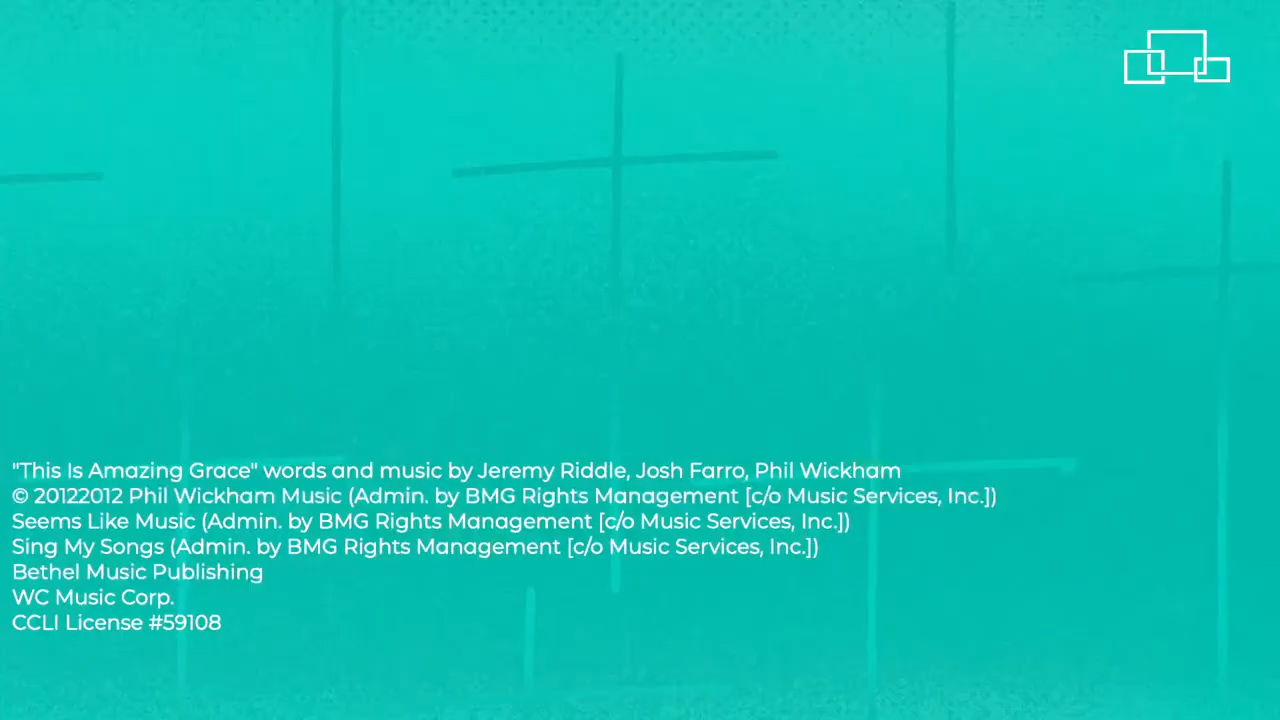 "This Is Amazing Grace" words and music by Jeremy Riddle, Josh Farro, Phil Wickham
© 20122012 Phil Wickham Music (Admin. by BMG Rights Management [c/o Music Services, Inc.])
Seems Like Music (Admin. by BMG Rights Management [c/o Music Services, Inc.])
Sing My Songs (Admin. by BMG Rights Management [c/o Music Services, Inc.])
Bethel Music Publishing
WC Music Corp.
CCLI License #59108